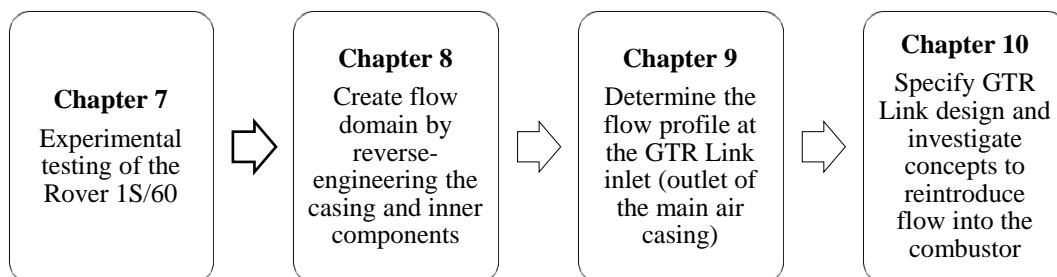 Chapter 7
Experimental
testing of the
Rover 1S/60
Chapter 8
Create flow
domain by
reverse-
engineering the
casing and inner
components
Chapter 9
Determine the
flow profile at
the GTR Link
inlet (outlet of
the main air
casing)
Chapter 10
Specify GTR
Link design and
investigate
concepts to
reintroduce
flow into the
combustor